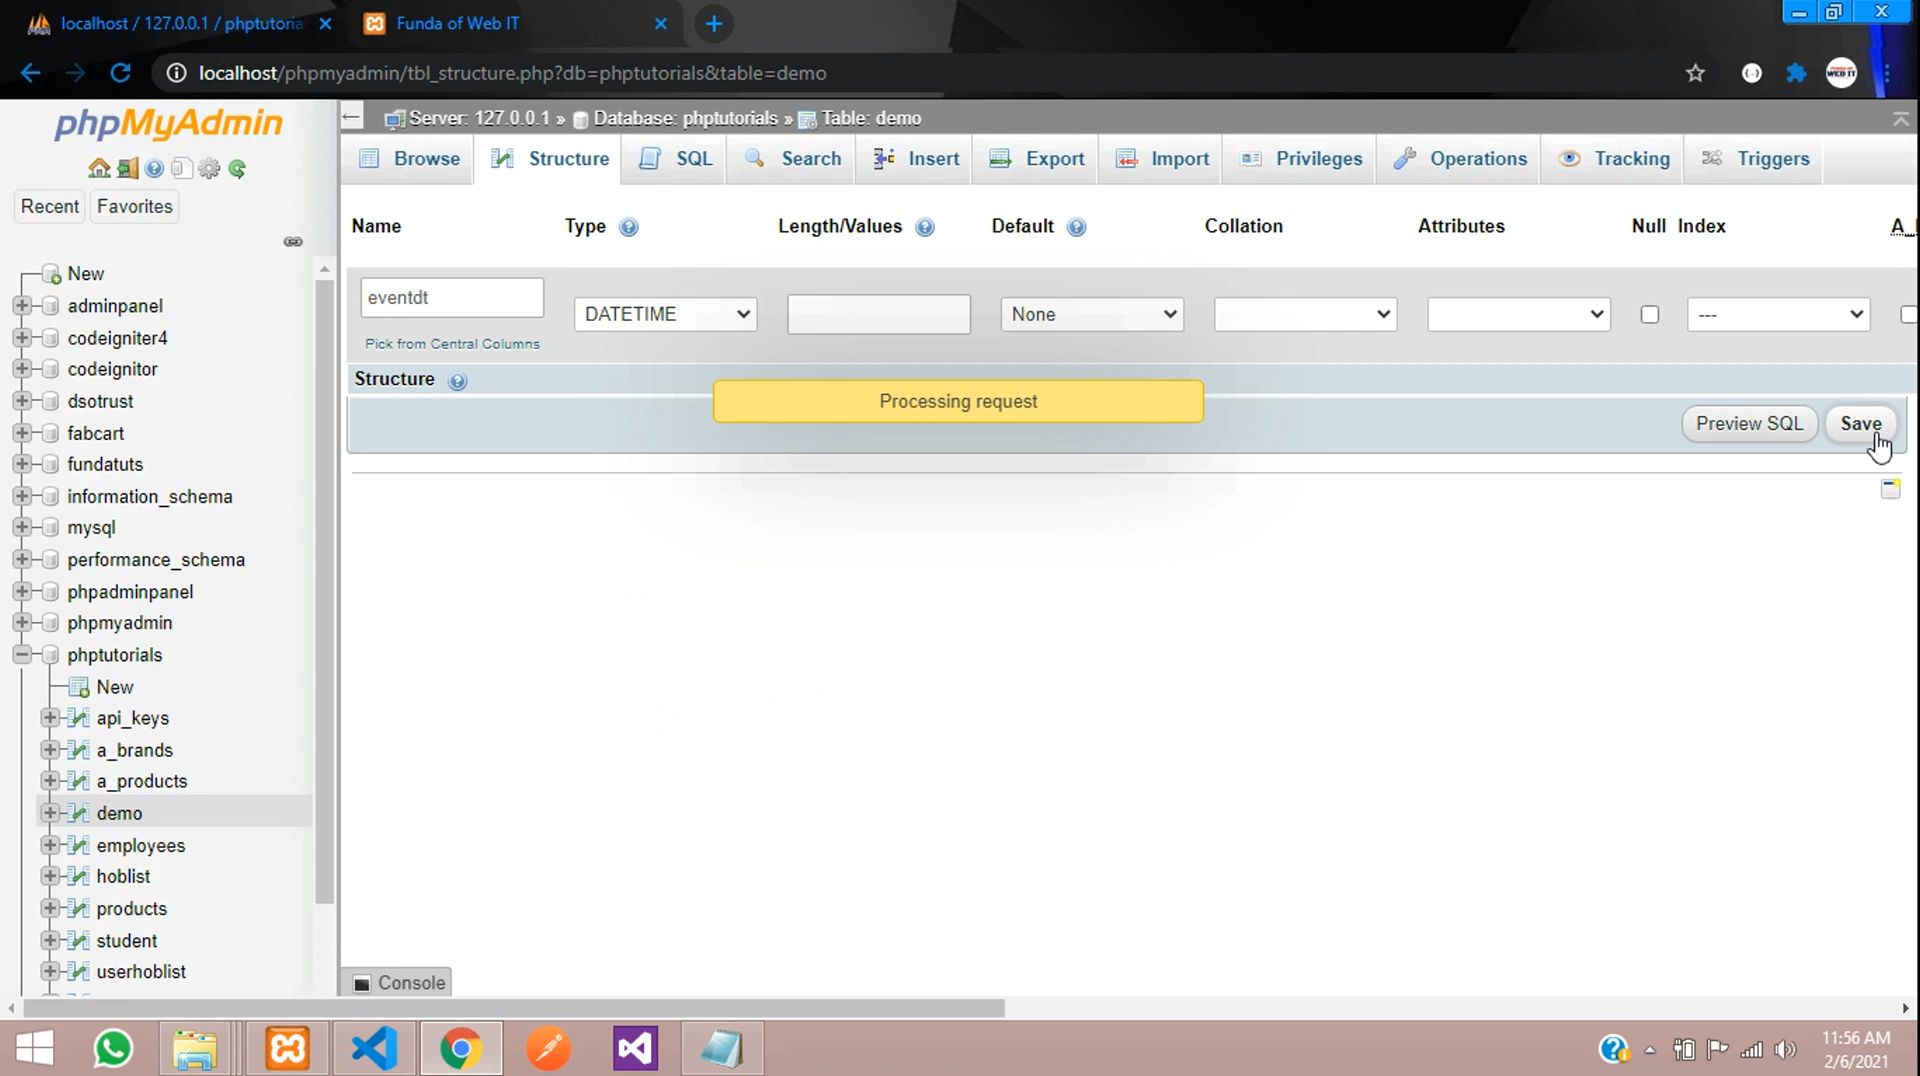 localhost / 127.0.0.1 / phptutoria
Funda of Web IT
localhost/phpmyadmin/tbl_structure.php?db=phptutorials&table=demo
WEB IT
phpMyAdmin
Recent
Favorites
New
adminpanel
codeigniter4
codeignitor
dsotrust
fabcart
fundatuts
information_schema
mysql
performance_schema
phpadminpanel
phpmyadmin
phptutorials
New
api_keys
a_brands
a_products
demo
employees
hoblist
products
student
userhoblist
Server: 127.0.0.1 » Database: phptutorials » Table: demo
Browse Structure SQL Search Insert Export Import Privileges Operations Tracking Triggers
Name Type Length/Values Default Collation Attributes Null Index A_I
eventdt DATETIME None ---
Pick from Central Columns
Structure
Processing request
Preview SQL Save
Console
11:56 AM
2/6/2021